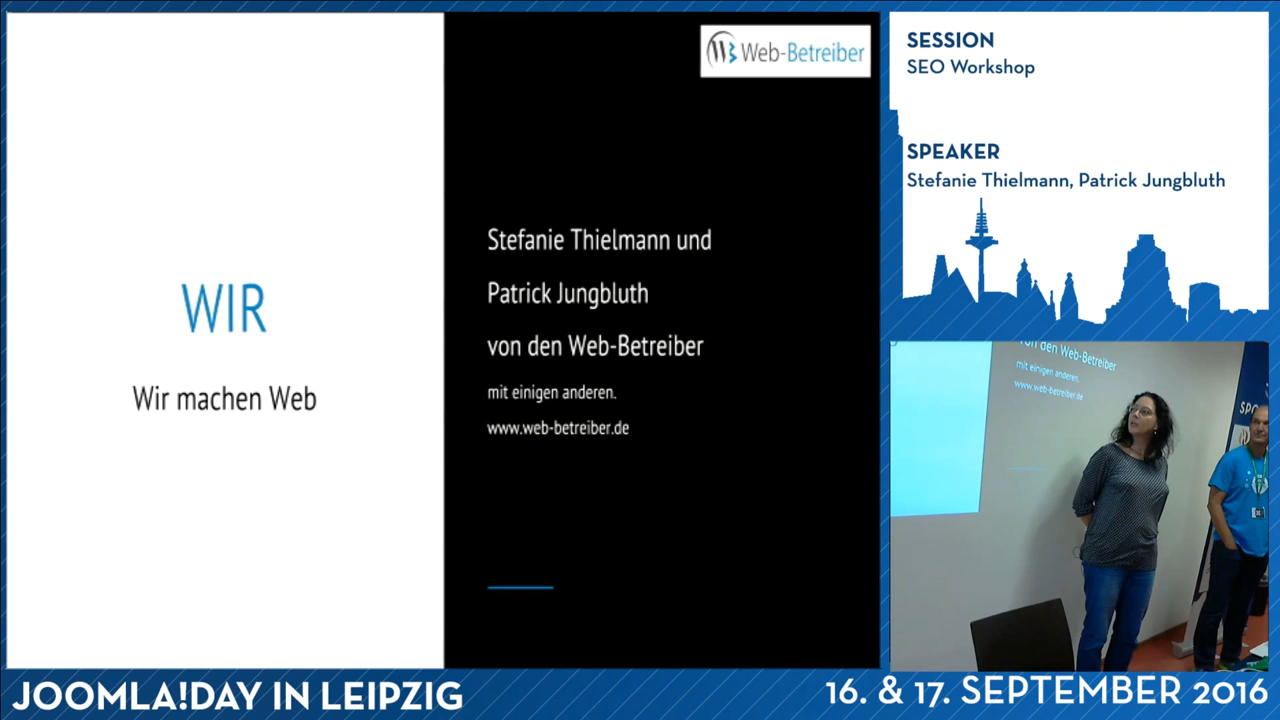 WIR
Wir machen Web
Web-Betreiber
Stefanie Thielmann und
Patrick Jungbluth
von den Web-Betreiber
mit einigen anderen.
www.web-betreiber.de
SESSION
SEO Workshop
SPEAKER
Stefanie Thielmann, Patrick Jungbluth
von den Web-Betreiber
mit einigen anderen.
www.web-betreiber.de
JOOMLA!DAY IN LEIPZIG
16. & 17. SEPTEMBER 2016